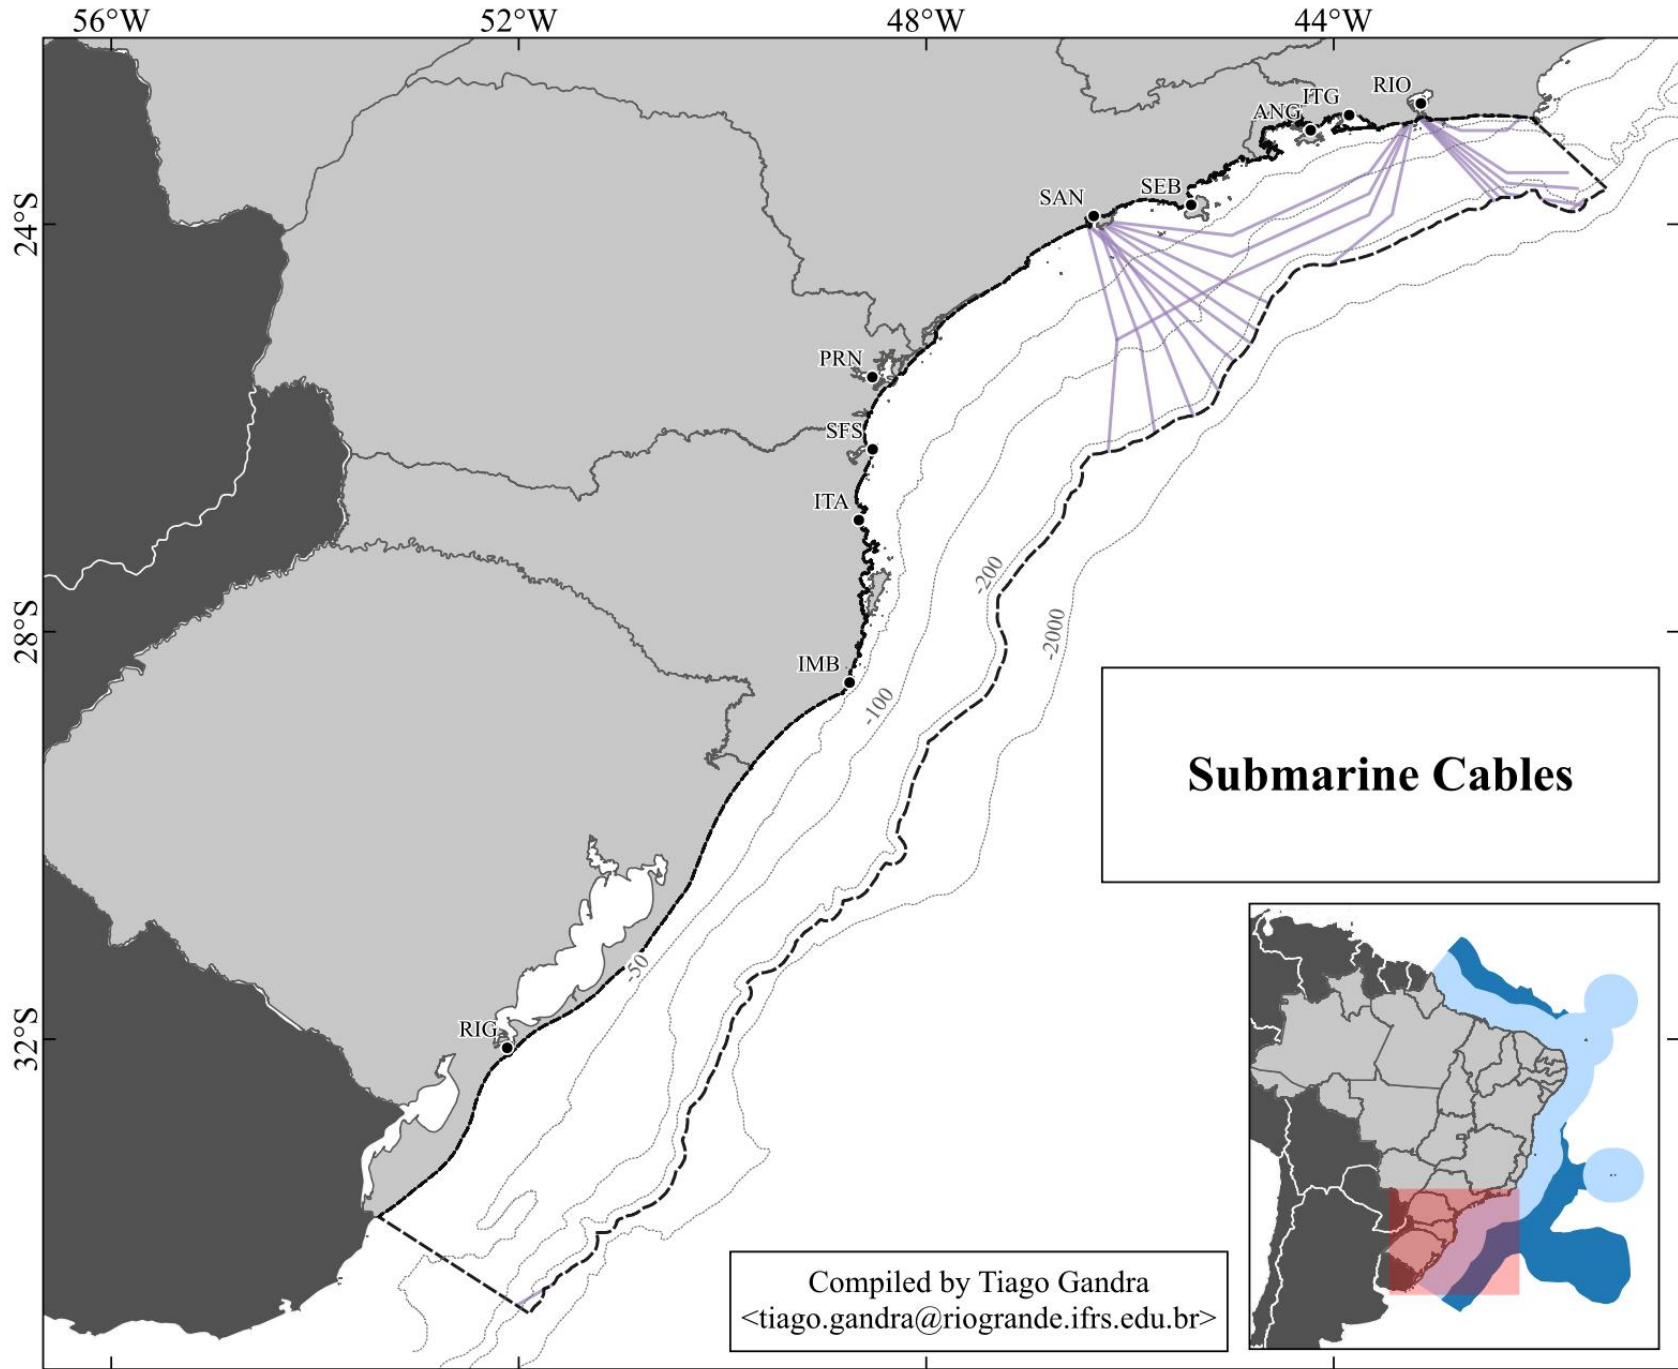 56°W 52°W 48°W 44°W
24°S
28°S
32°S
RIO
ITG
ANG
SEB
SAN
PRN
SFS
ITA
IMB
RIG
-200
-2000
-100
-50
Submarine Cables
Compiled by Tiago Gandra
<tiago.gandra@riogrande.ifrs.edu.br>